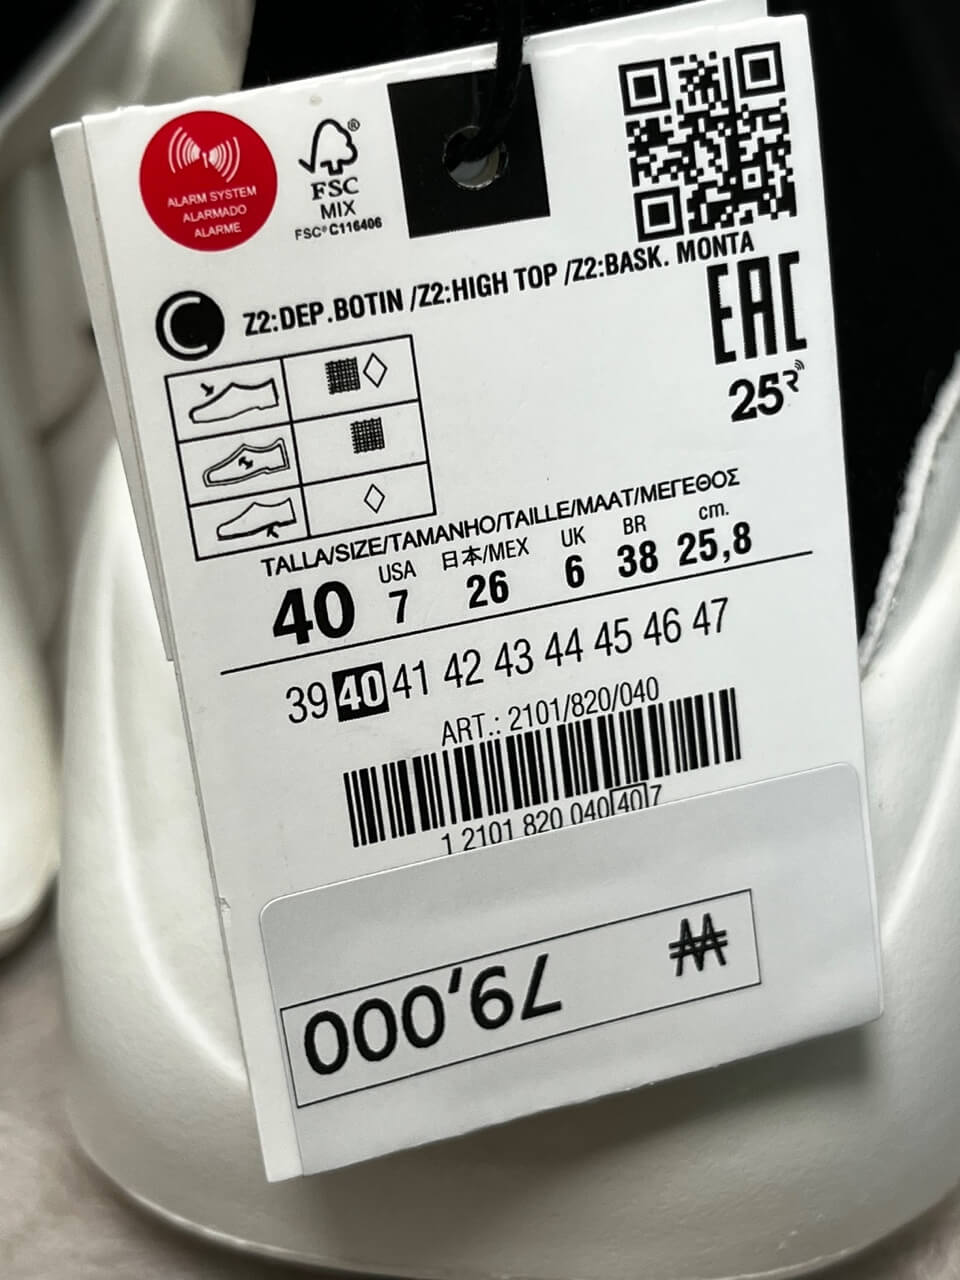 ALARM SYSTEM
ALARMADO
ALARME
FSC®
MIX
FSC® C116406
Z2:DEP.BOTIN /Z2:HIGH TOP /Z2:BASK. MONTA
EAC
25R
TALLA/SIZE/TAMANHO/TAILLE/MAAT/ΜΕΓΕΘΟΣ
USA 日本/MEX UK BR cm.
40 7 26 6 38 25,8
39 40 41 42 43 44 45 46 47
ART.: 2101/820/040
1 2101 820 040 40 7
₩ 79,000